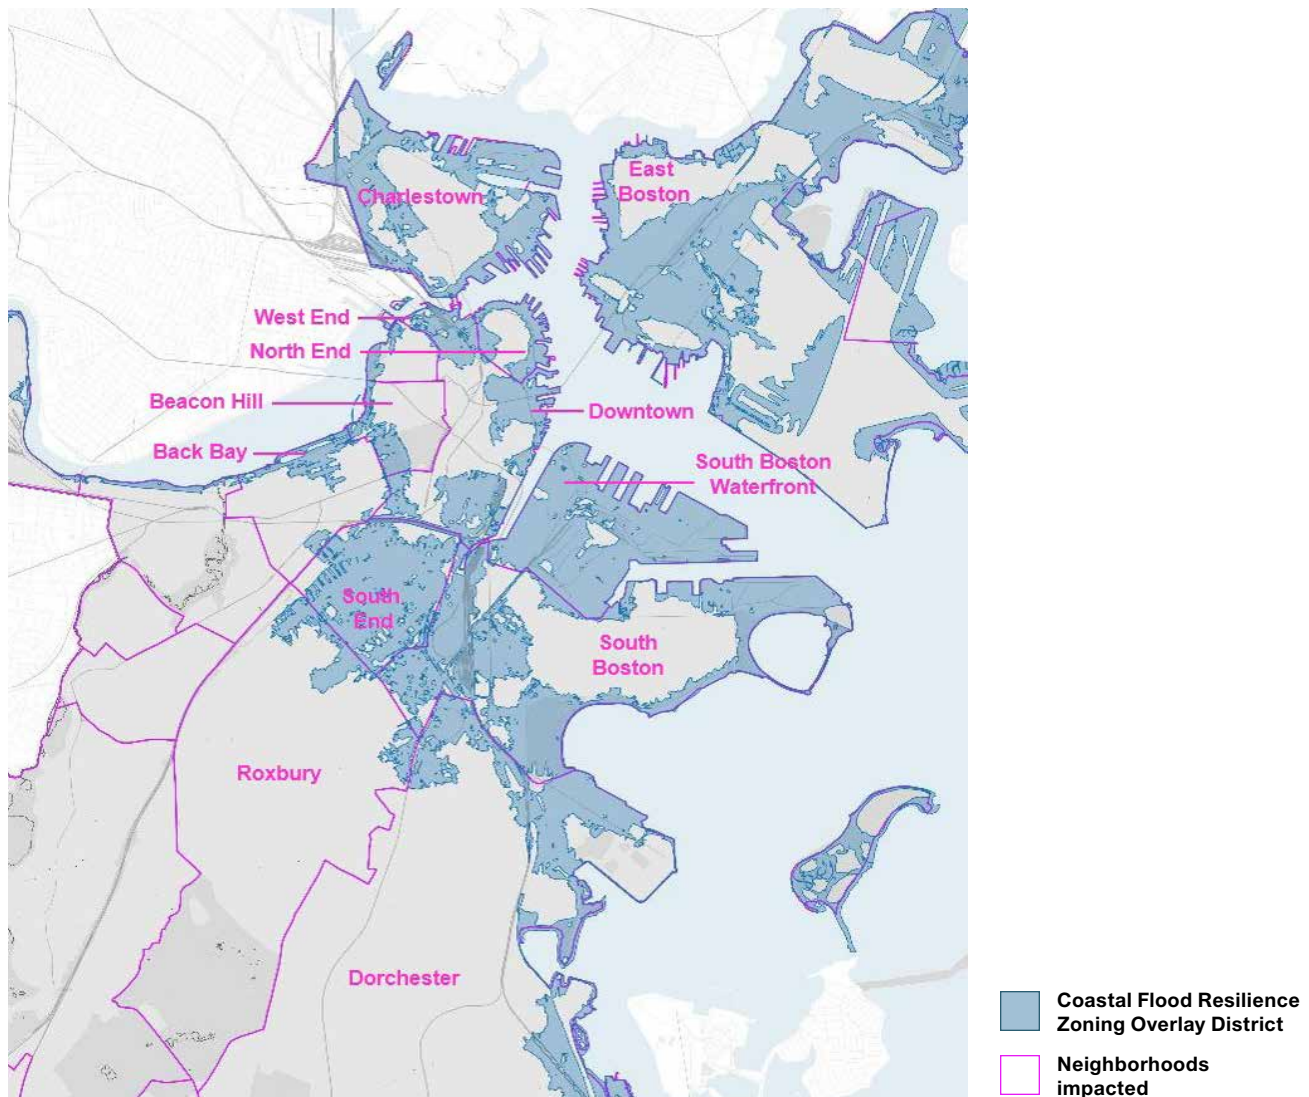 East
Boston
Charlestown
West End
North End
Beacon Hill
Downtown
Back Bay
South Boston
Waterfront
South
End
South
Boston
Roxbury
Dorchester
Coastal Flood Resilience
Zoning Overlay District
Neighborhoods
impacted